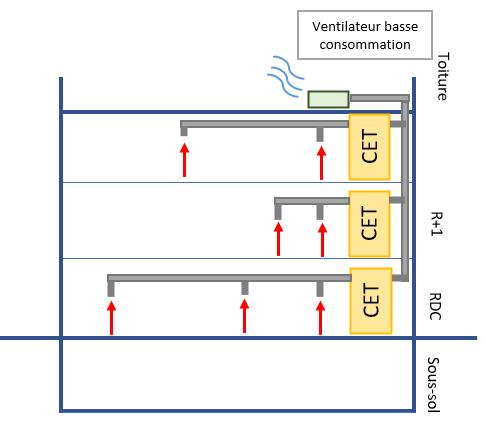 Ventilateur basse
consommation
Toiture
CET
CET
R+1
CET
RDC
Sous-sol